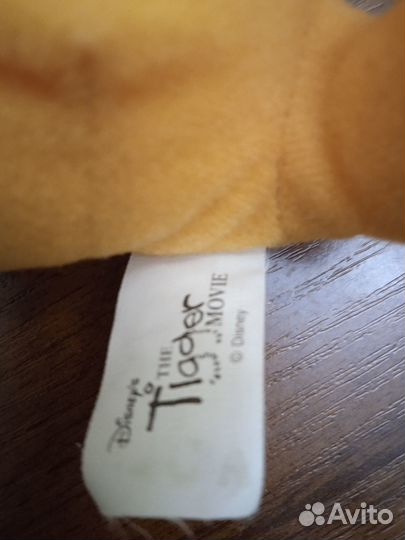 Disney's
THE
Tigger
MOVIE
© Disney
Avito